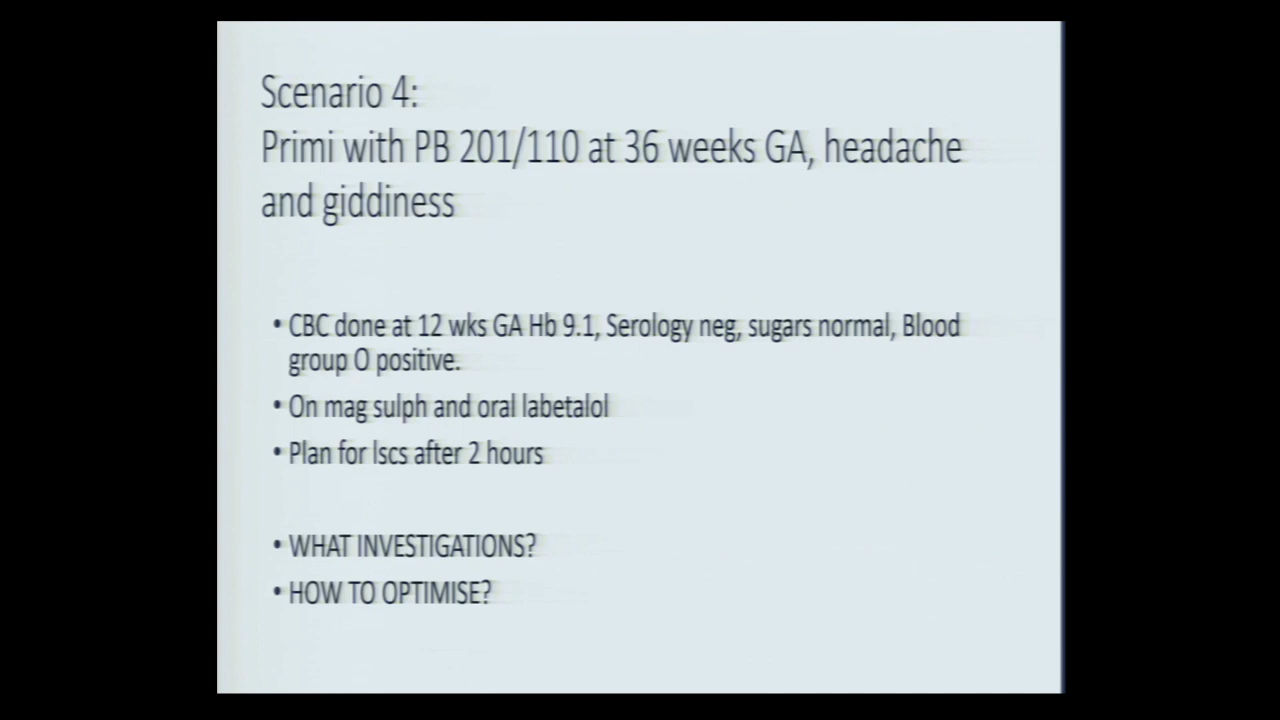 Scenario 4:
Primi with PB 201/110 at 36 weeks GA, headache
and giddiness
• CBC done at 12 wks GA Hb 9.1, Serology neg, sugars normal, Blood
group O positive.
• On mag sulph and oral labetalol
• Plan for lscs after 2 hours
• WHAT INVESTIGATIONS?
• HOW TO OPTIMISE?